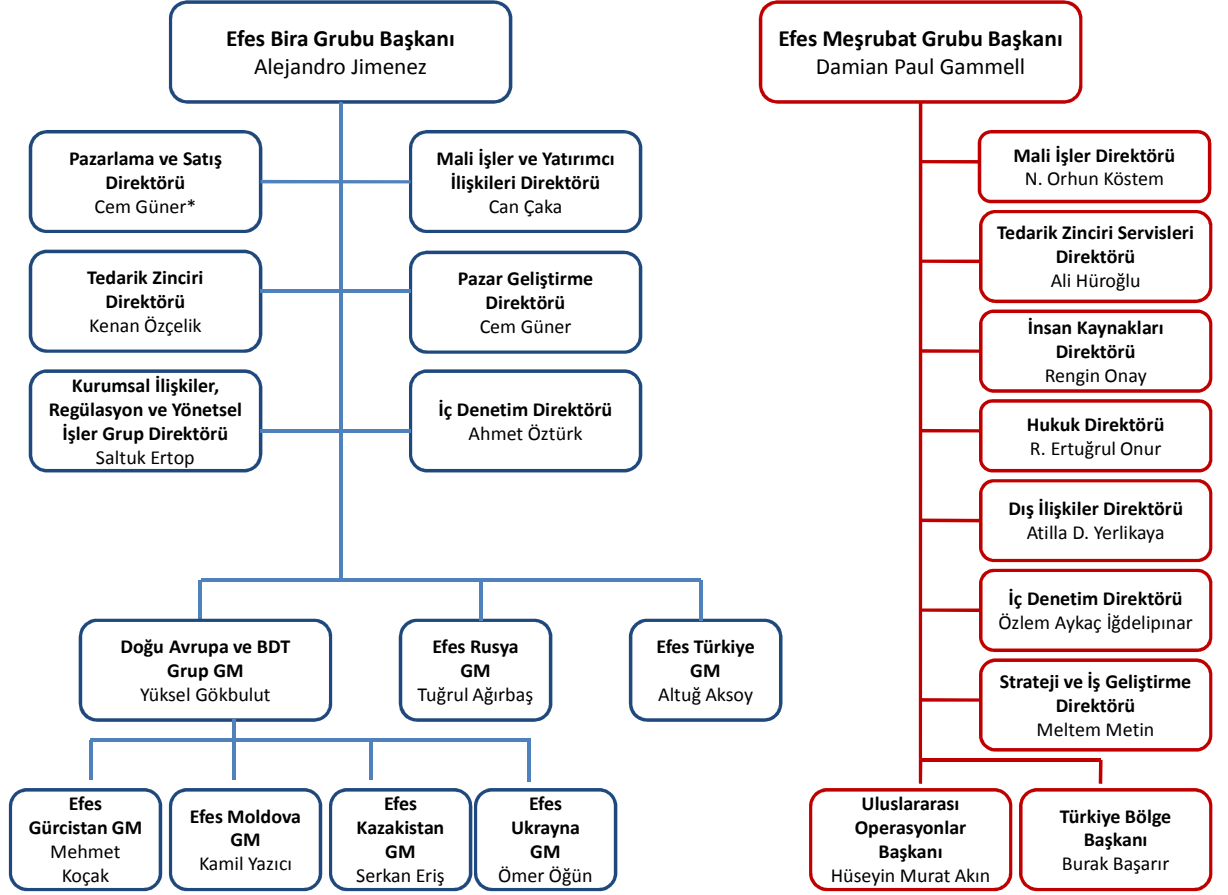 Efes Bira Grubu Başkanı
Alejandro Jimenez
Pazarlama ve Satış
Direktörü
Cem Güner*
Mali İşler ve Yatırımcı
İlişkileri Direktörü
Can Çaka
Tedarik Zinciri
Direktörü
Kenan Özçelik
Pazar Geliştirme
Direktörü
Cem Güner
Kurumsal İlişkiler,
Regülasyon ve Yönetsel
İşler Grup Direktörü
Saltuk Ertop
İç Denetim Direktörü
Ahmet Öztürk
Doğu Avrupa ve BDT
Grup GM
Yüksel Gökbulut
Efes Rusya
GM
Tuğrul Ağırbaş
Efes Türkiye
GM
Altuğ Aksoy
Efes
Gürcistan GM
Mehmet
Koçak
Efes Moldova
GM
Kamil Yazıcı
Efes
Kazakistan
GM
Serkan Eriş
Efes
Ukrayna
GM
Ömer Öğün
Efes Meşrubat Grubu Başkanı
Damian Paul Gammell
Mali İşler Direktörü
N. Orhun Köstem
Tedarik Zinciri Servisleri
Direktörü
Ali Hüroğlu
İnsan Kaynakları
Direktörü
Rengin Onay
Hukuk Direktörü
R. Ertuğrul Onur
Dış İlişkiler Direktörü
Atilla D. Yerlikaya
İç Denetim Direktörü
Özlem Aykaç İğdelipınar
Strateji ve İş Geliştirme
Direktörü
Meltem Metin
Uluslararası
Operasyonlar
Başkanı
Hüseyin Murat Akın
Türkiye Bölge
Başkanı
Burak Başarır